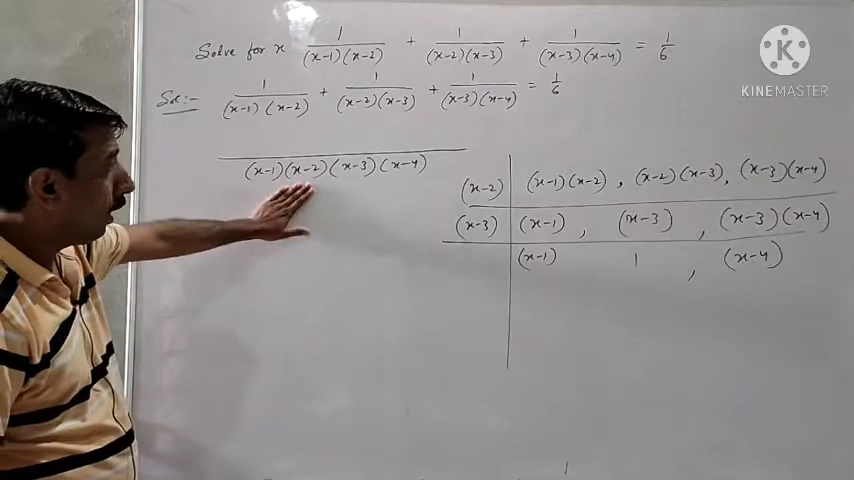 Solve for x 1/((x-1)(x-2)) + 1/((x-2)(x-3)) + 1/((x-3)(x-4)) = 1/6
Sol:- 1/((x-1)(x-2)) + 1/((x-2)(x-3)) + 1/((x-3)(x-4)) = 1/6
(x-1)(x-2)(x-3)(x-4)
(x-2) | (x-1)(x-2) , (x-2)(x-3) , (x-3)(x-4)
(x-3) | (x-1) , (x-3) , (x-3)(x-4)
(x-1) 1 , (x-4)
K
KINEMASTER